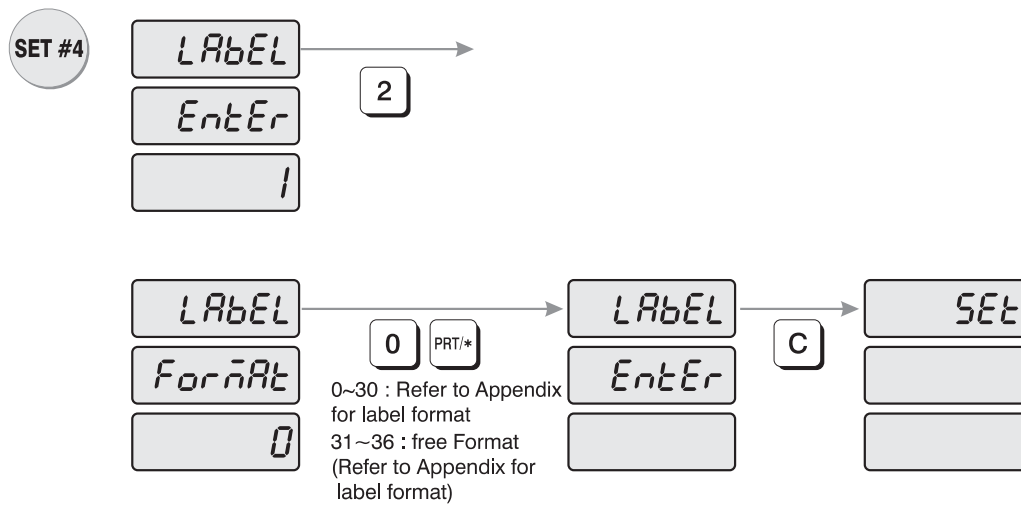 SET #4
LAbEL
2
EntEr
1
LAbEL
0 PRT/*
LAbEL
C
SEt
FormAt
EntEr
0
0~30 : Refer to Appendix
for label format
31~36 : free Format
(Refer to Appendix for
label format)